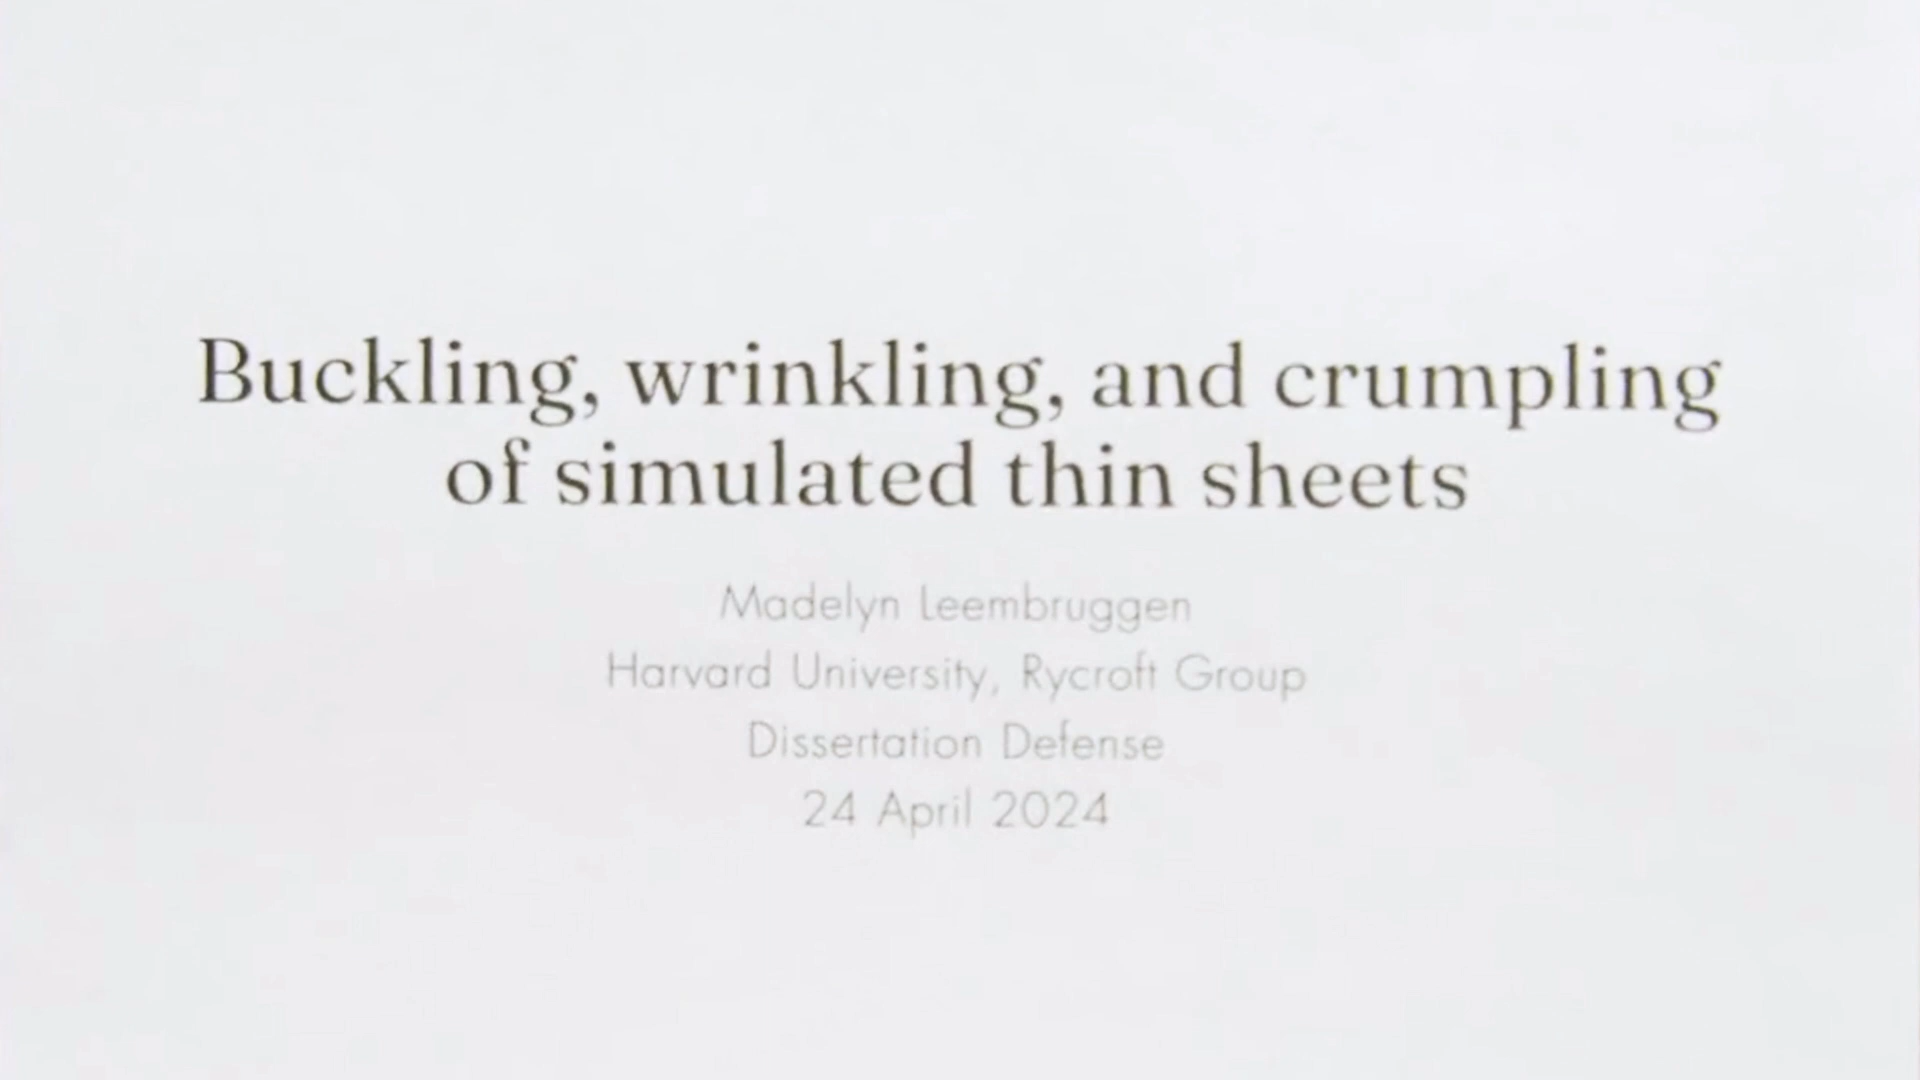 Buckling, wrinkling, and crumpling
of simulated thin sheets
Madelyn Leembruggen
Harvard University, Rycroft Group
Dissertation Defense
24 April 2024